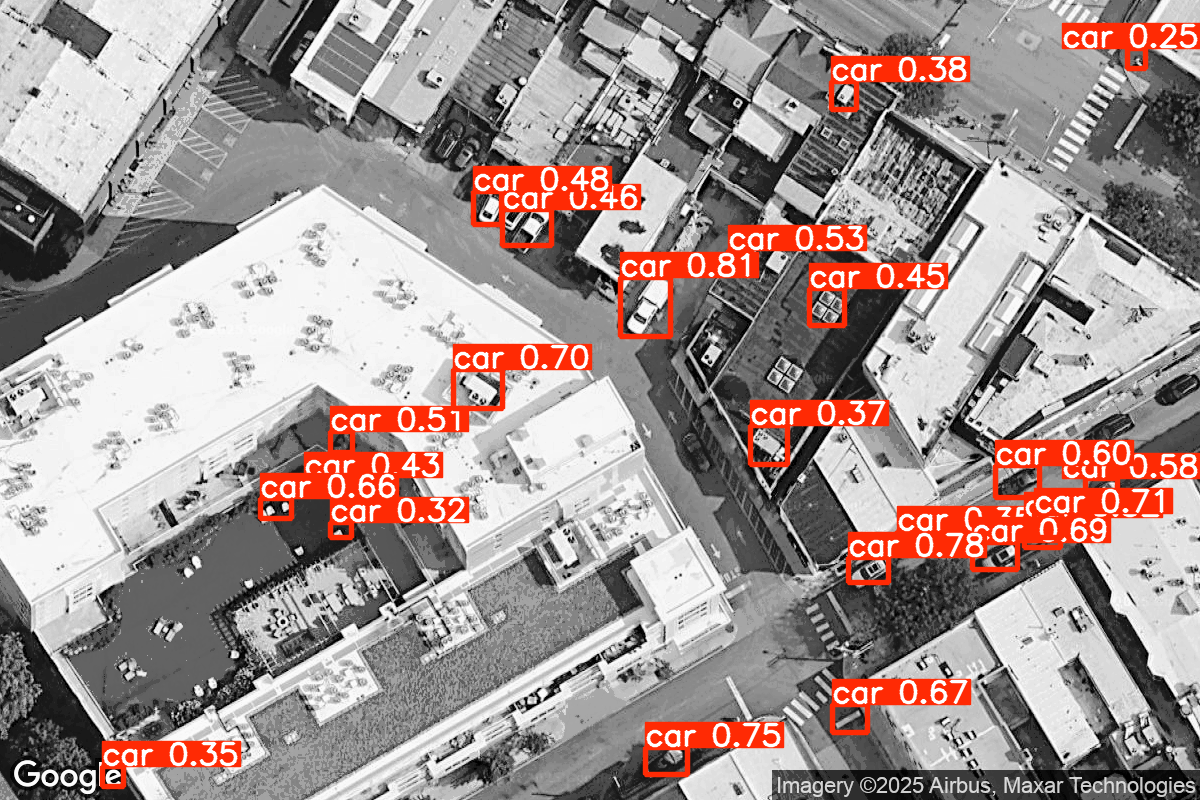 car 0.25
car 0.38
car 0.48
car 0.46
car 0.53
car 0.81
car 0.45
car 0.70
car 0.37
car 0.51
car 0.43
car 0.66
car 0.32
car 0.60
car 0.58
car 0.71
car
car 0.69
car 0.78
car 0.67
car 0.75
car 0.35
Google
Imagery ©2025 Airbus, Maxar Technologies